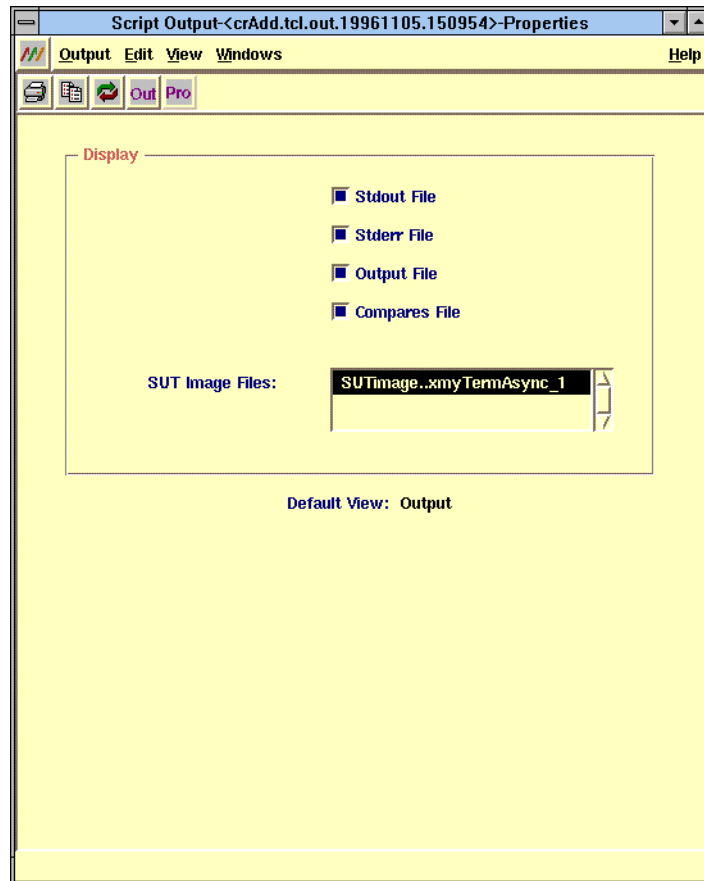 Script Output-<crAdd.tcl.out.19961105.150954>-Properties
Output Edit View Windows Help
Out Pro
Display
Stdout File
Stderr File
Output File
Compares File
SUT Image Files: SUTimage..xmyTermAsync_1
Default View: Output